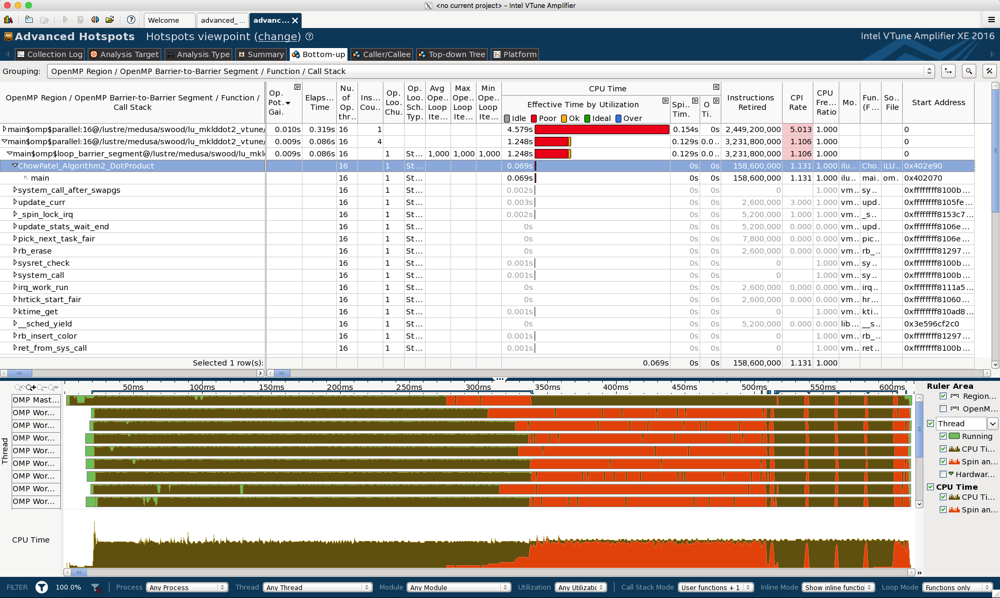 <no current project> - Intel VTune Amplifier
Welcome advanced_ ... advanc...
Advanced Hotspots Hotspots viewpoint (change)
Intel VTune Amplifier XE 2016
Collection Log Analysis Target Analysis Type Summary Bottom-up Caller/Callee Top-down Tree Platform
Grouping: OpenMP Region / OpenMP Barrier-to-Barrier Segment / Function / Call Stack
OpenMP Region / OpenMP Barrier-to-Barrier Segment / Function / Call Stack
Op. Pot. Gai.
Elaps... Time
Nu. of Op. thr..
Ins... Cou..
Op. Loo. Chu.
Op. Loo. Sch. Typ.
Avg Ope.. Loop Ite...
Max Ope.. Loop Ite...
Min Ope.. Loop Ite...
CPU Time
Effective Time by Utilization
Idle Poor Ok Ideal Over
Spi.. Tim.
O Ti.
Instructions Retired
CPI Rate
CPU Fre... Ratio
Mo.
Fun. (F...
So.. File
Start Address
main$omp$parallel:16@/lustre/medusa/swood/lu_mklddot2_vtune/ 0.010s 0.319s 16 1 4.579s 0.154s 0s 2,449,200,000 5.013 1.000 0
main$omp$parallel:16@/lustre/medusa/swood/lu_mklddot2_vtune/ 0.009s 0.086s 16 4 1.248s 0.129s 0.0.. 3,231,800,000 1.106 1.000 0
main$omp$loop_barrier_segment@/lustre/medusa/swood/lu_mkl 0.009s 0.086s 16 1 St... 1,000 1,000 1,000 1.248s 0.129s 0.0.. 3,231,800,000 1.106 1.000 0
ChowPatel_Algorithm2_DotProduct 16 1 St... 0.069s 0s 0s 158,600,000 1.131 1.000 ilu.. Cho. iLU... 0x402e90
main 16 1 St... 0.069s 0s 0s 158,600,000 1.131 1.000 ilu.. mai.. om. 0x402070
system_call_after_swapgs 16 1 St... 0.002s 0s 0s 0 1.000 vm.. sy.. 0xffffffff8100b...
update_curr 16 1 St... 0.003s 0s 0s 2,600,000 3.000 1.000 vm.. upd. 0xffffffff8105fe...
_spin_lock_irq 16 1 St... 0.002s 0s 0s 5,200,000 1.000 1.000 vm.. _s.. 0xffffffff8153c7...
update_stats_wait_end 16 1 St... 0s 0s 0s 5,200,000 0.000 0.000 vm.. upd. 0xffffffff8106e...
pick_next_task_fair 16 1 St... 0s 0s 0s 7,800,000 0.000 0.000 vm.. pic.. 0xffffffff8106e...
rb_erase 16 1 St... 0s 0s 0s 2,600,000 0.000 0.000 vm.. rb_.. 0xffffffff81297...
sysret_check 16 1 St... 0.001s 0s 0s 0 1.000 vm.. sy.. 0xffffffff8100b...
system_call 16 1 St... 0.001s 0s 0s 0 1.000 vm.. sy.. 0xffffffff8100b...
irq_work_run 16 1 St... 0s 0s 0s 2,600,000 0.000 0.000 vm.. irq.. 0xffffffff8111a5...
hrtick_start_fair 16 1 St... 0s 0s 0s 2,600,000 0.000 0.000 vm.. hr.. 0xffffffff81060...
ktime_get 16 1 St... 0.001s 0s 0s 0 1.000 vm.. kti.. 0xffffffff810ad8...
__sched_yield 16 1 St... 0s 0s 0s 5,200,000 0.000 0.000 lib... __s.. 0x3e596cf2c0
rb_insert_color 16 1 St... 0.001s 0s 0s 0 1.000 vm.. rb_.. 0xffffffff81297...
ret_from_sys_call 16 1 St... 0.001s 0s 0s 0 1.000 vm.. ret.. 0xffffffff8100b...
Selected 1 row(s): 0.069s 0s 0s 158,600,000 1.131 1.000
50ms 100ms 150ms 200ms 250ms 300ms 350ms 400ms 450ms 500ms 550ms 600ms
Thread
OMP Mast...
OMP Wor...
OMP Wor...
OMP Wor...
OMP Wor...
OMP Wor...
OMP Wor...
OMP Wor...
OMP Wor...
CPU Time
Ruler Area
Region...
OpenM...
Thread
Running
CPU Ti...
Spin an...
Hardwar...
CPU Time
CPU Ti...
Spin an...
FILTER 100.0% Process Any Process Thread Any Thread Module Any Module Utilization Any Utilizatic Call Stack Mode User functions + 1 Inline Mode Show inline functio Loop Mode Functions only